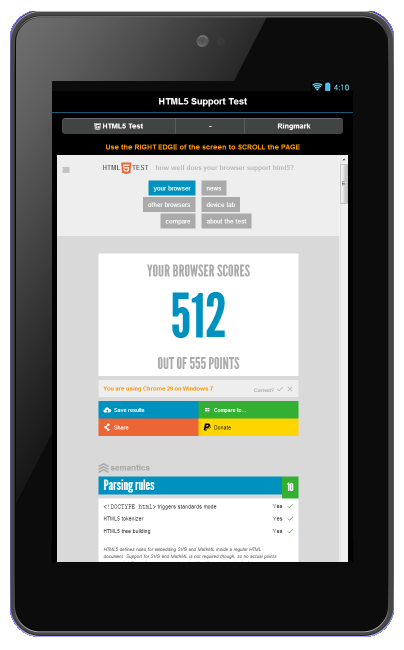 4:10
HTML5 Support Test
HTML5 Test - Ringmark
Use the RIGHT EDGE of the screen to SCROLL the PAGE
HTML5TEST how well does your browser support html5?
your browser news
other browsers device lab
compare about the test
YOUR BROWSER SCORES
512
OUT OF 555 POINTS
You are using Chrome 29 on Windows 7 Correct?
Save results Compare to...
Share Donate
semantics
Parsing rules 10
<!DOCTYPE html> triggers standards mode Yes
HTML5 tokenizer Yes
HTML5 tree building Yes
HTML5 defines rules for embedding SVG and MathML inside a regular HTML
document. Support for SVG and MathML is not required though, so no actual points